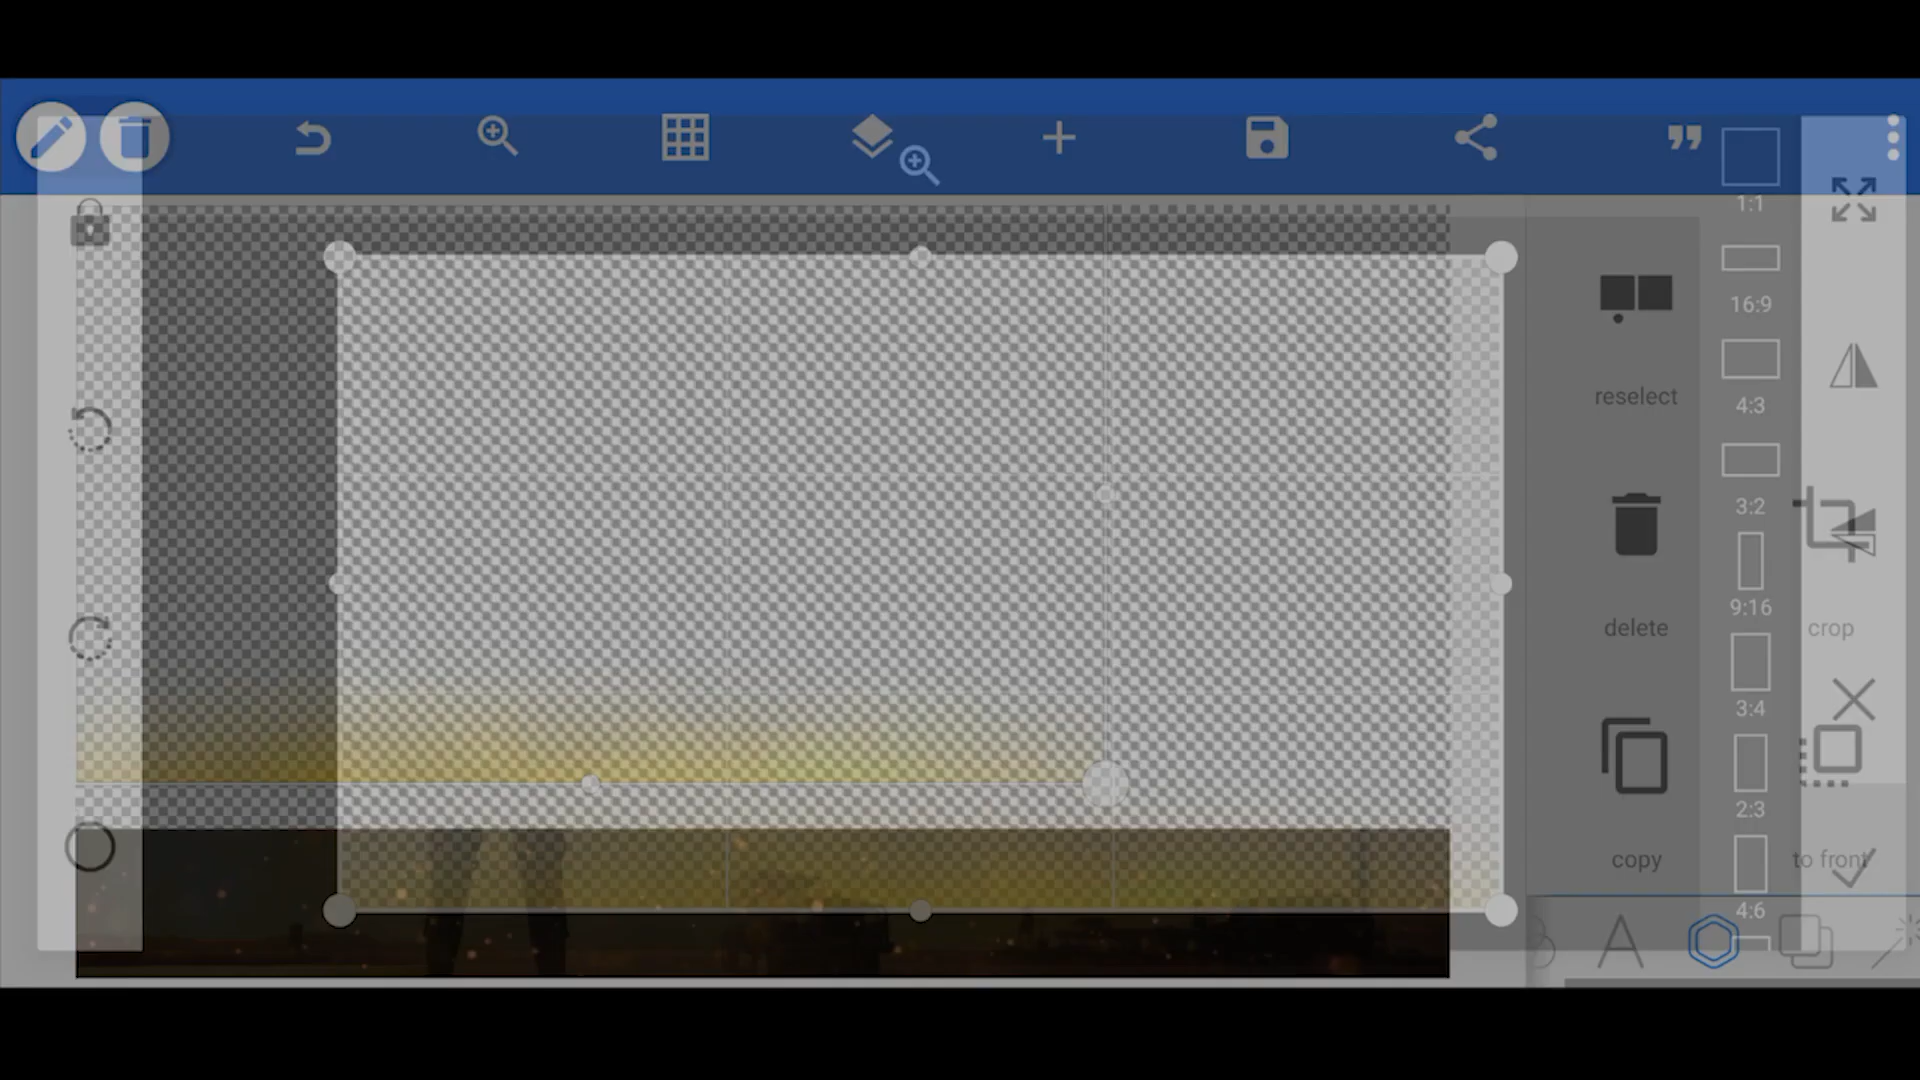 1:1
16:9
reselect
4:3
3:2
9:16
delete
crop
3:4
2:3
copy
to front
4:6
A